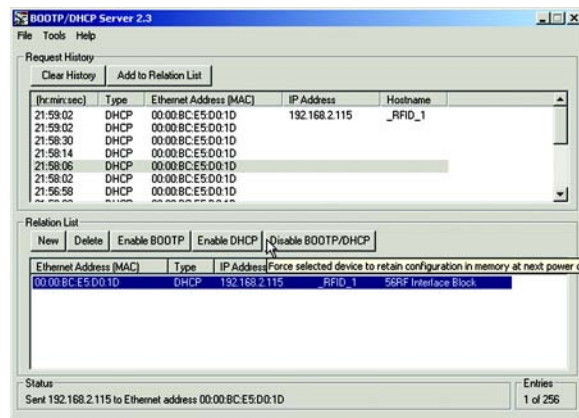 BOOTP/DHCP Server 2.3
File Tools Help
Request History
Clear History Add to Relation List
(hr:min:sec) Type Ethernet Address (MAC) IP Address Hostname
21:59:02 DHCP 00:00:BC:E5:D0:1D 192.168.2.115 _RFID_1
21:59:02 DHCP 00:00:BC:E5:D0:1D
21:58:30 DHCP 00:00:BC:E5:D0:1D
21:58:14 DHCP 00:00:BC:E5:D0:1D
21:58:06 DHCP 00:00:BC:E5:D0:1D
21:58:02 DHCP 00:00:BC:E5:D0:1D
21:56:58 DHCP 00:00:BC:E5:D0:1D
Relation List
New Delete Enable BOOTP Enable DHCP Disable BOOTP/DHCP
Ethernet Address (MAC) Type IP Address Force selected device to retain configuration in memory at next power
00:00:BC:E5:D0:1D DHCP 192.168.2.115 _RFID_1 56RF Interface Block
Status
Entries
Sent 192.168.2.115 to Ethernet address 00:00:BC:E5:D0:1D
1 of 256